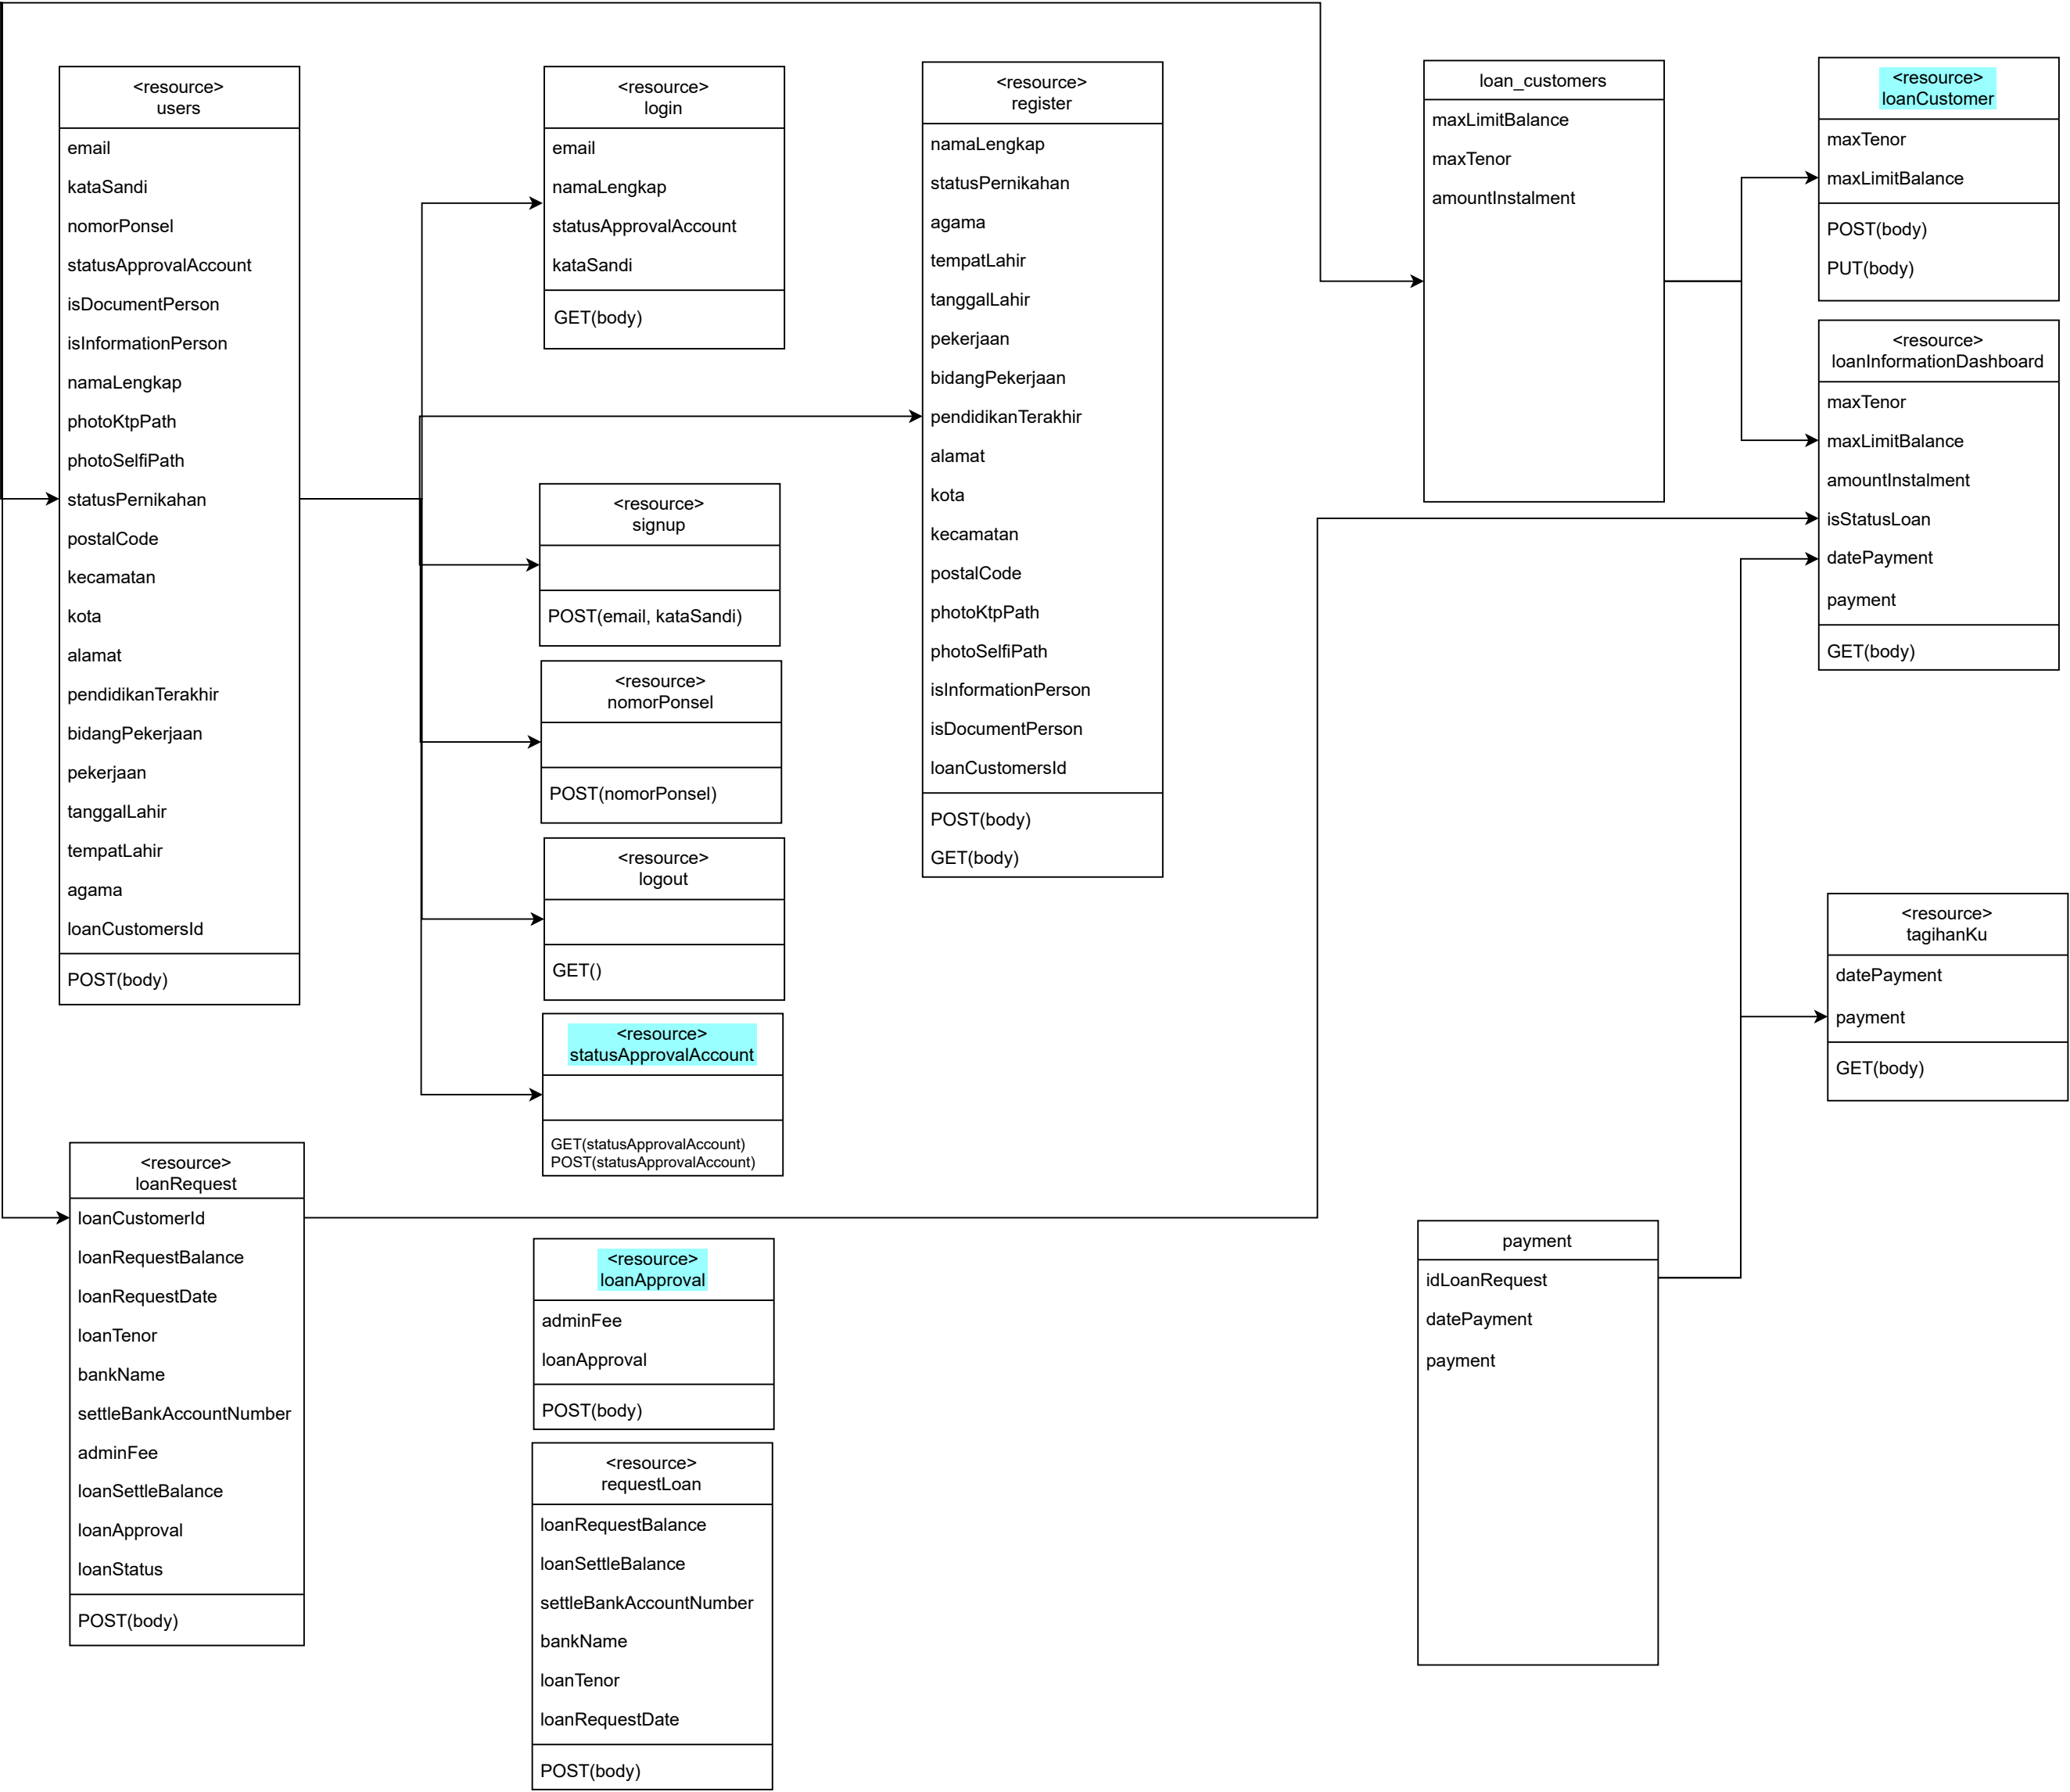 <resource>
users
email
kataSandi
nomorPonsel
statusApprovalAccount
isDocumentPerson
isInformationPerson
namaLengkap
photoKtpPath
photoSelfiPath
statusPernikahan
postalCode
kecamatan
kota
alamat
pendidikanTerakhir
bidangPekerjaan
pekerjaan
tanggalLahir
tempatLahir
agama
loanCustomersId
POST(body)
<resource>
login
email
namaLengkap
statusApprovalAccount
kataSandi
GET(body)
<resource>
signup
POST(email, kataSandi)
<resource>
nomorPonsel
POST(nomorPonsel)
<resource>
logout
GET()
<resource>
statusApprovalAccount
GET(statusApprovalAccount)
POST(statusApprovalAccount)
<resource>
register
namaLengkap
statusPernikahan
agama
tempatLahir
tanggalLahir
pekerjaan
bidangPekerjaan
pendidikanTerakhir
alamat
kota
kecamatan
postalCode
photoKtpPath
photoSelfiPath
isInformationPerson
isDocumentPerson
loanCustomersId
POST(body)
GET(body)
loan_customers
maxLimitBalance
maxTenor
amountInstalment
<resource>
loanCustomer
maxTenor
maxLimitBalance
POST(body)
PUT(body)
<resource>
loanInformationDashboard
maxTenor
maxLimitBalance
amountInstalment
isStatusLoan
datePayment
payment
GET(body)
<resource>
tagihanKu
datePayment
payment
GET(body)
<resource>
loanRequest
loanCustomerId
loanRequestBalance
loanRequestDate
loanTenor
bankName
settleBankAccountNumber
adminFee
loanSettleBalance
loanApproval
loanStatus
POST(body)
<resource>
loanApproval
adminFee
loanApproval
POST(body)
<resource>
requestLoan
loanRequestBalance
loanSettleBalance
settleBankAccountNumber
bankName
loanTenor
loanRequestDate
POST(body)
payment
idLoanRequest
datePayment
payment